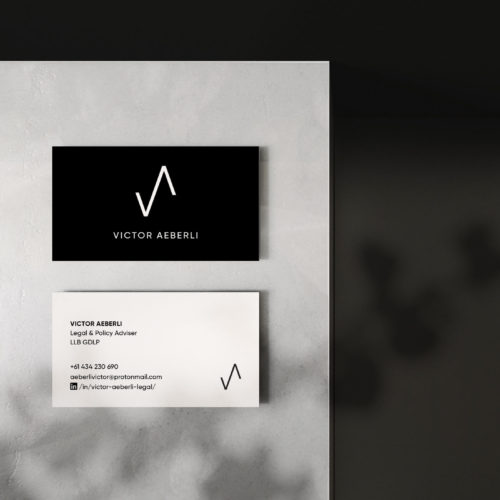 VICTOR AEBERLI
VICTOR AEBERLI
Legal & Policy Adviser
LLB GDLP
+61 434 230 690
aeberlivictor@protonmail.com
in /in/victor-aeberli-legal/